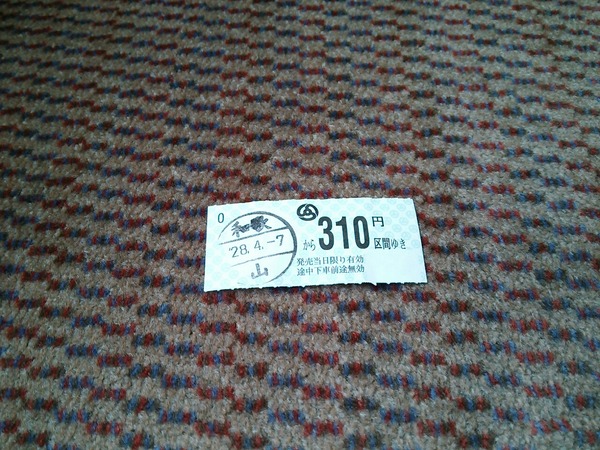 0
和歌
28.4.-7
山
から310円区間ゆき
発売当日限り有効
途中下車前途無効